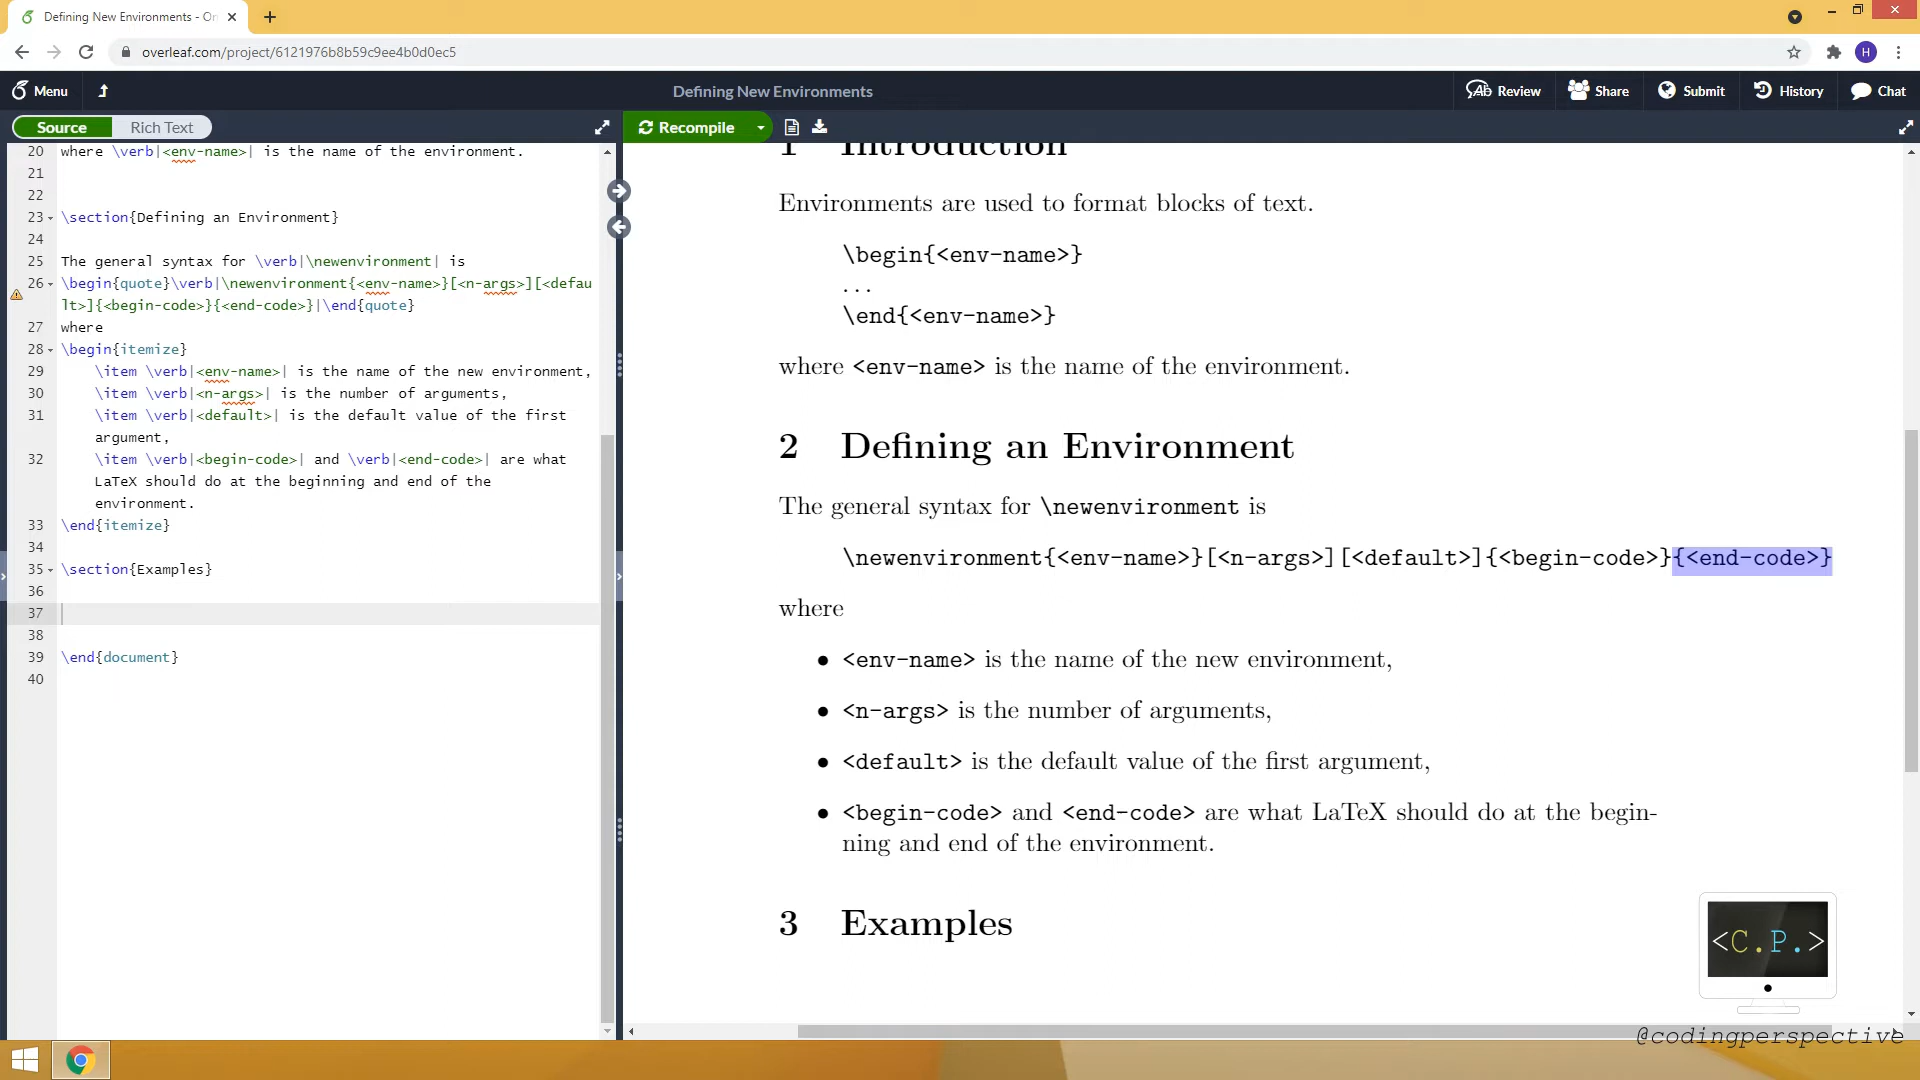 Defining New Environments - On
overleaf.com/project/6121976b8b59c9ee4b0d0ec5
H
Menu
Defining New Environments
Review
Share
Submit
History
Chat
Source
Rich Text
Recompile
20 where \verb|<env-name>| is the name of the environment.
21
22
23 \section{Defining an Environment}
24
25 The general syntax for \verb|\newenvironment| is
26 \begin{quote}\verb|\newenvironment{<env-name>}[<n-args>][<defau
lt>]{<begin-code>}{<end-code>}|\end{quote}
27 where
28 \begin{itemize}
29 \item \verb|<env-name>| is the name of the new environment,
30 \item \verb|<n-args>| is the number of arguments,
31 \item \verb|<default>| is the default value of the first
argument,
32 \item \verb|<begin-code>| and \verb|<end-code>| are what
LaTeX should do at the beginning and end of the
environment.
33 \end{itemize}
34
35 \section{Examples}
36
37
38
39 \end{document}
40
1 Introduction
Environments are used to format blocks of text.
\begin{<env-name>}
...
\end{<env-name>}
where <env-name> is the name of the environment.
2 Defining an Environment
The general syntax for \newenvironment is
\newenvironment{<env-name>}[<n-args>][<default>]{<begin-code>}{<end-code>}
where
• <env-name> is the name of the new environment,
• <n-args> is the number of arguments,
• <default> is the default value of the first argument,
• <begin-code> and <end-code> are what LaTeX should do at the begin-
ning and end of the environment.
3 Examples
<C.P.>
@codingperspective